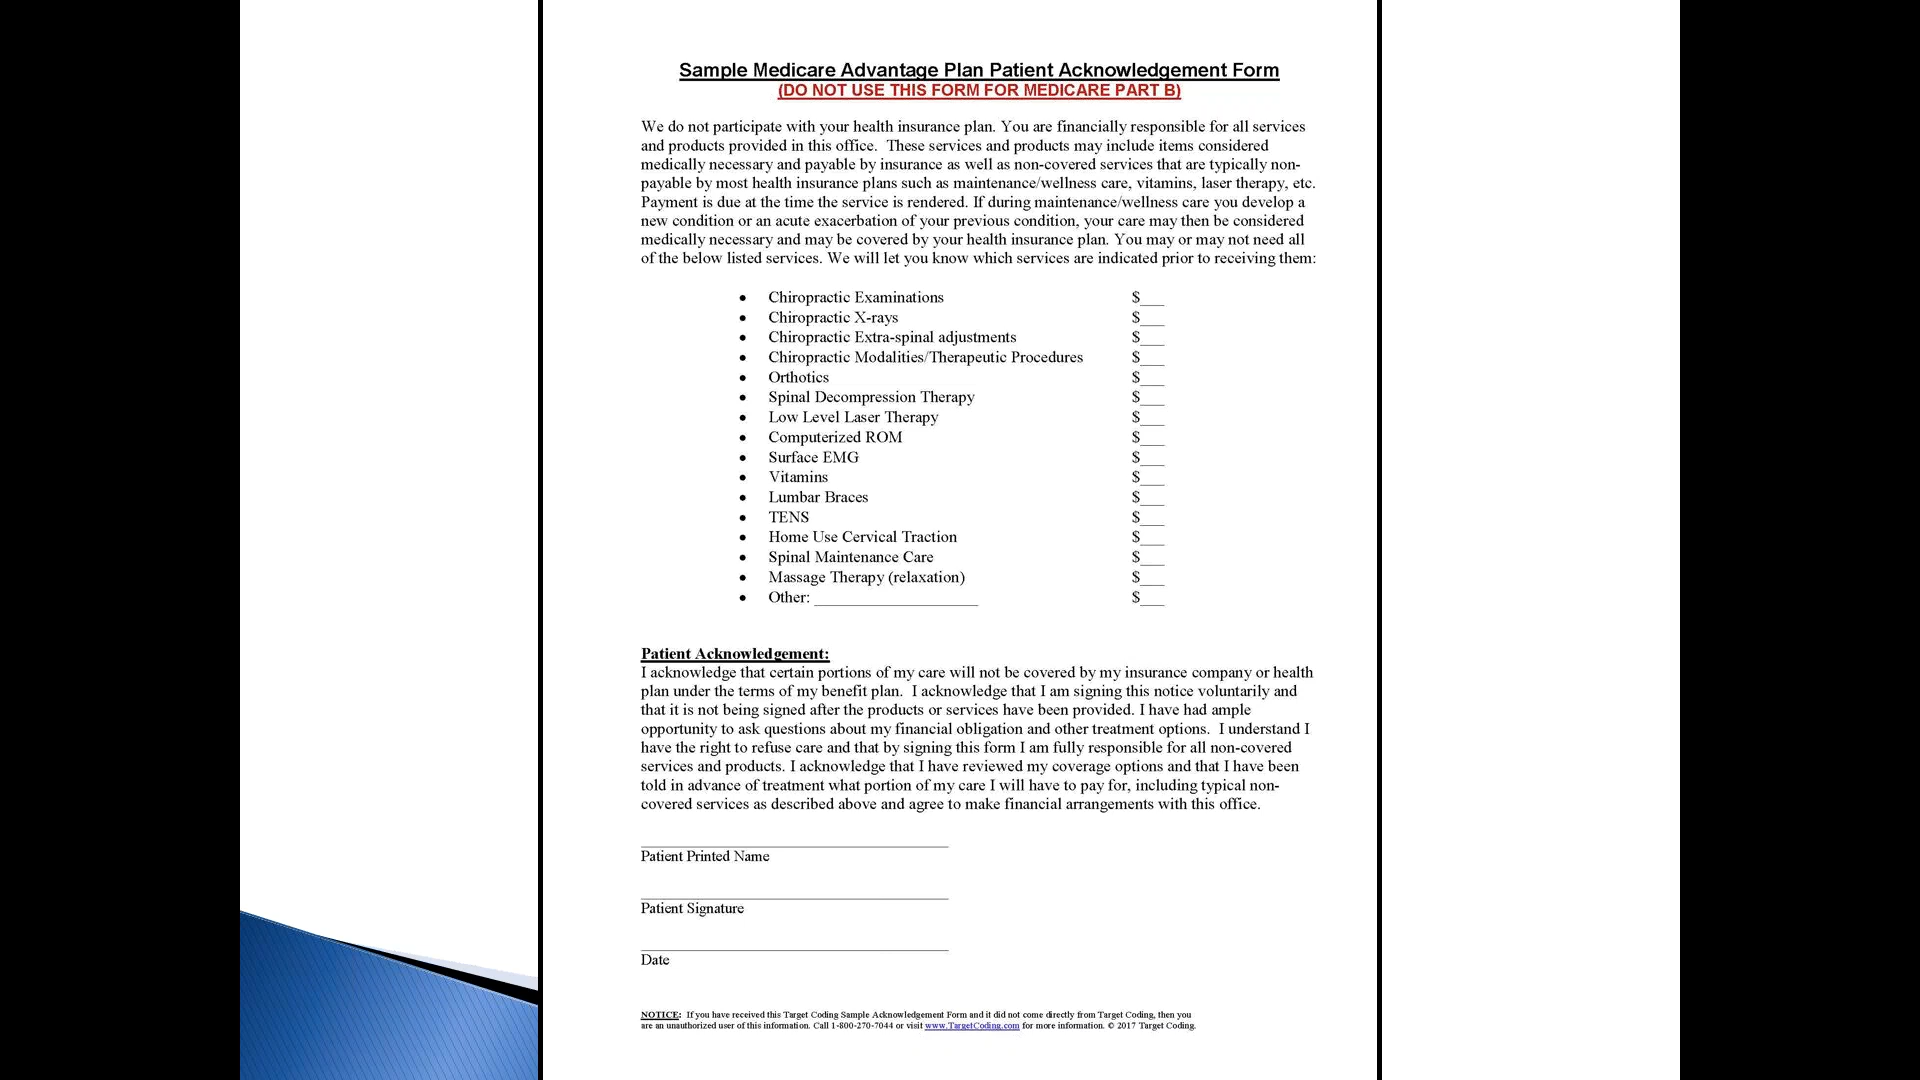 Sample Medicare Advantage Plan Patient Acknowledgement Form
(DO NOT USE THIS FORM FOR MEDICARE PART B)
We do not participate with your health insurance plan. You are financially responsible for all services
and products provided in this office.  These services and products may include items considered
medically necessary and payable by insurance as well as non-covered services that are typically non-
payable by most health insurance plans such as maintenance/wellness care, vitamins, laser therapy, etc.
Payment is due at the time the service is rendered. If during maintenance/wellness care you develop a
new condition or an acute exacerbation of your previous condition, your care may then be considered
medically necessary and may be covered by your health insurance plan. You may or may not need all
of the below listed services. We will let you know which services are indicated prior to receiving them:
• Chiropractic Examinations $___
• Chiropractic X-rays $___
• Chiropractic Extra-spinal adjustments $___
• Chiropractic Modalities/Therapeutic Procedures $___
• Orthotics $___
• Spinal Decompression Therapy $___
• Low Level Laser Therapy $___
• Computerized ROM $___
• Surface EMG $___
• Vitamins $___
• Lumbar Braces $___
• TENS $___
• Home Use Cervical Traction $___
• Spinal Maintenance Care $___
• Massage Therapy (relaxation) $___
• Other: ____________________ $___
Patient Acknowledgement:
I acknowledge that certain portions of my care will not be covered by my insurance company or health
plan under the terms of my benefit plan.  I acknowledge that I am signing this notice voluntarily and
that it is not being signed after the products or services have been provided. I have had ample
opportunity to ask questions about my financial obligation and other treatment options.  I understand I
have the right to refuse care and that by signing this form I am fully responsible for all non-covered
services and products. I acknowledge that I have reviewed my coverage options and that I have been
told in advance of treatment what portion of my care I will have to pay for, including typical non-
covered services as described above and agree to make financial arrangements with this office.
Patient Printed Name
Patient Signature
Date
NOTICE:  If you have received this Target Coding Sample Acknowledgement Form and it did not come directly from Target Coding, then you
are an unauthorized user of this information. Call 1-800-270-7044 or visit www.TargetCoding.com for more information. © 2017 Target Coding.